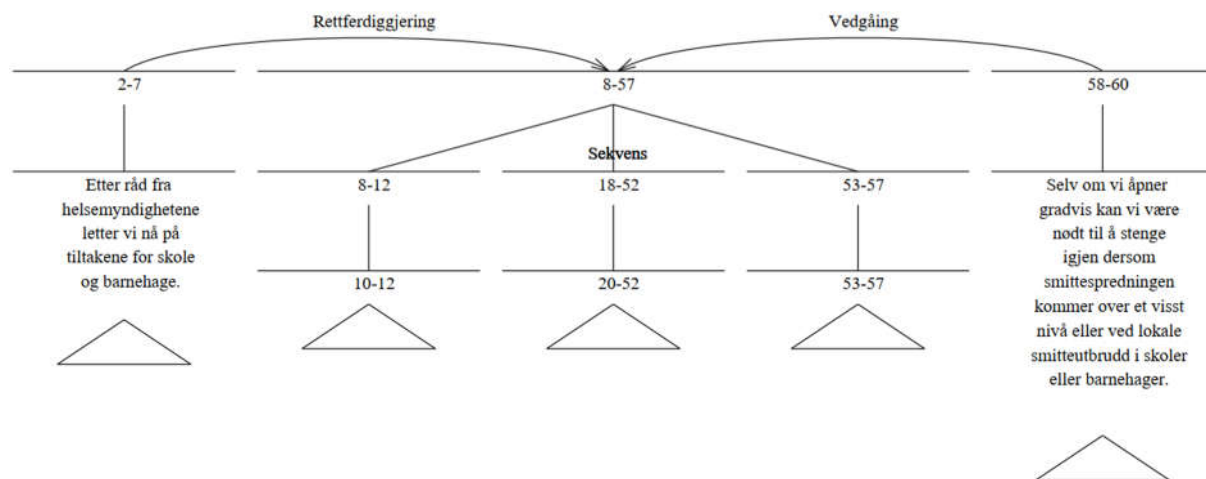 Rettferdiggjering
Vedgåing
2-7
8-57
58-60
Sekvens
8-12
18-52
53-57
Etter råd fra
helsemyndighetene
letter vi nå på
tiltakene for skole
og barnehage.
Selv om vi åpner
gradvis kan vi være
nødt til å stenge
igjen dersom
smittespredningen
kommer over et visst
nivå eller ved lokale
smitteutbrudd i skoler
eller barnehager.
10-12
20-52
53-57